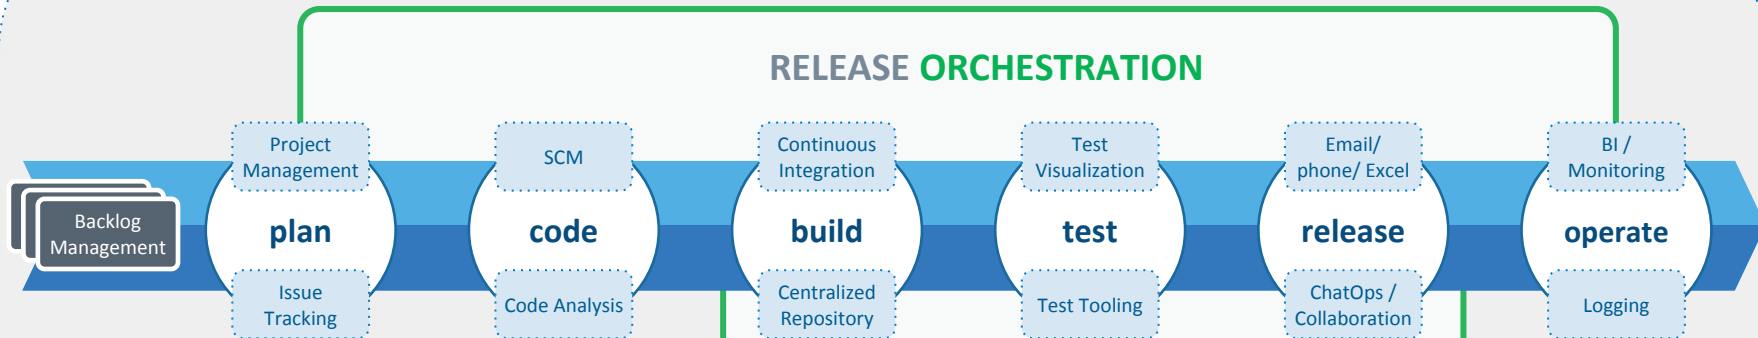 RELEASE ORCHESTRATION
Project
Management
SCM
Continuous
Integration
Test
Visualization
Email/
phone/ Excel
BI /
Monitoring
Backlog
Management
plan
code
build
test
release
operate
Issue
Tracking
Code Analysis
Centralized
Repository
Test Tooling
ChatOps /
Collaboration
Logging